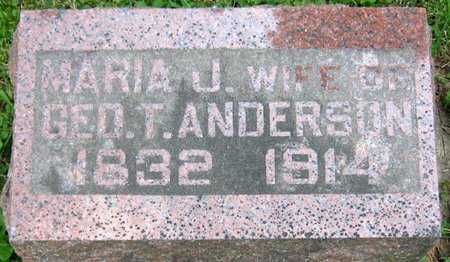 MARIA J. WIFE OF
GEO. T. ANDERSON
1832 1914